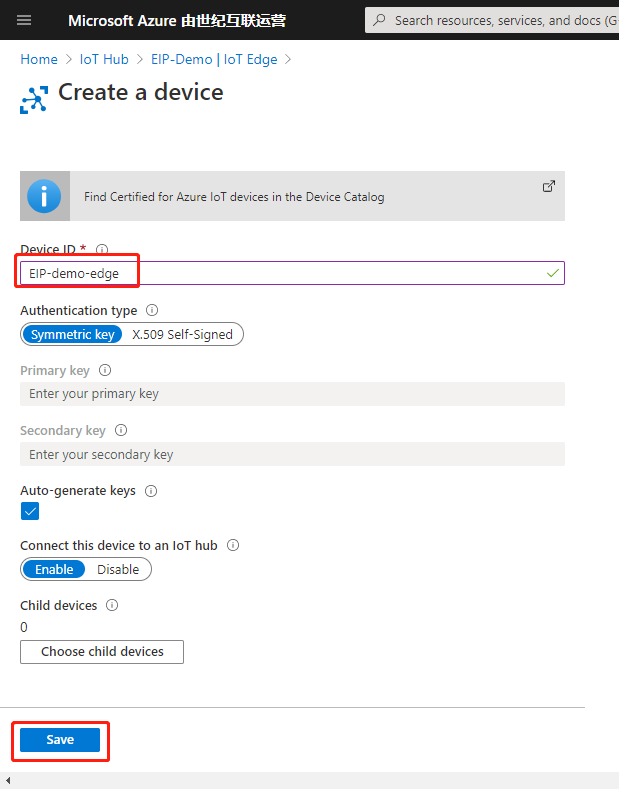 Microsoft Azure 由世纪互联运营
Search resources, services, and docs (G
Home > IoT Hub > EIP-Demo | IoT Edge >
Create a device
Find Certified for Azure IoT devices in the Device Catalog
Device ID *
EIP-demo-edge
Authentication type
Symmetric key X.509 Self-Signed
Primary key
Enter your primary key
Secondary key
Enter your secondary key
Auto-generate keys
Connect this device to an IoT hub
Enable Disable
Child devices
0
Choose child devices
Save